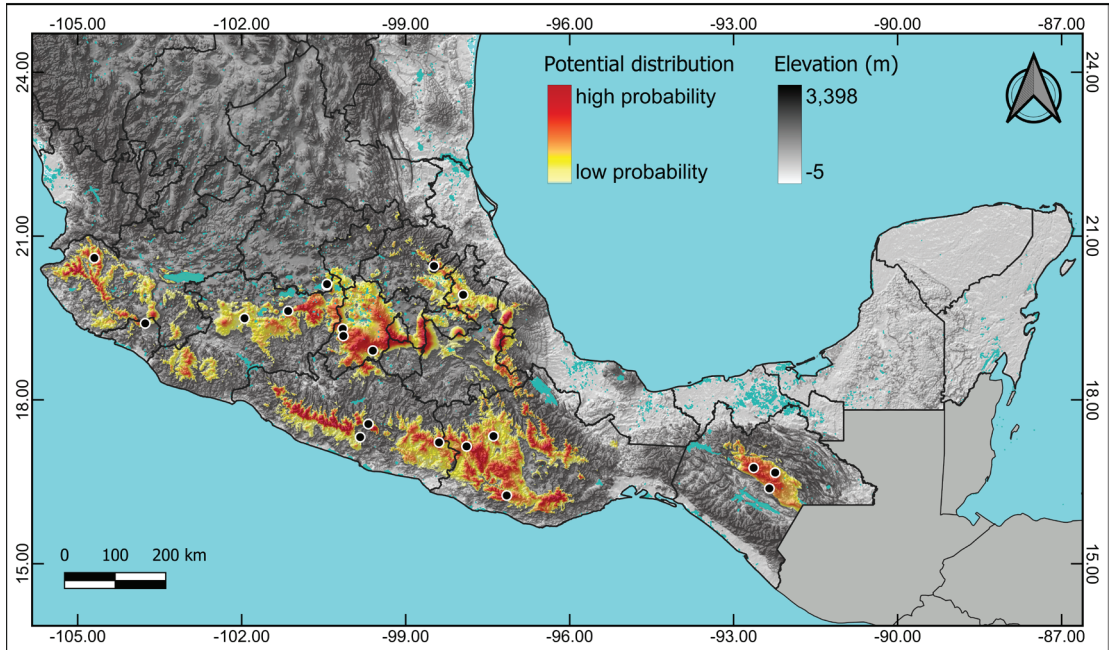 -105.00 -102.00 -99.00 -96.00 -93.00 -90.00 -87.00
24.00 24.00
Potential distribution Elevation (m)
high probability 3,398
low probability -5
21.00 21.00
18.00 18.00
0 100 200 km
15.00 15.00
-105.00 -102.00 -99.00 -96.00 -93.00 -90.00 -87.00